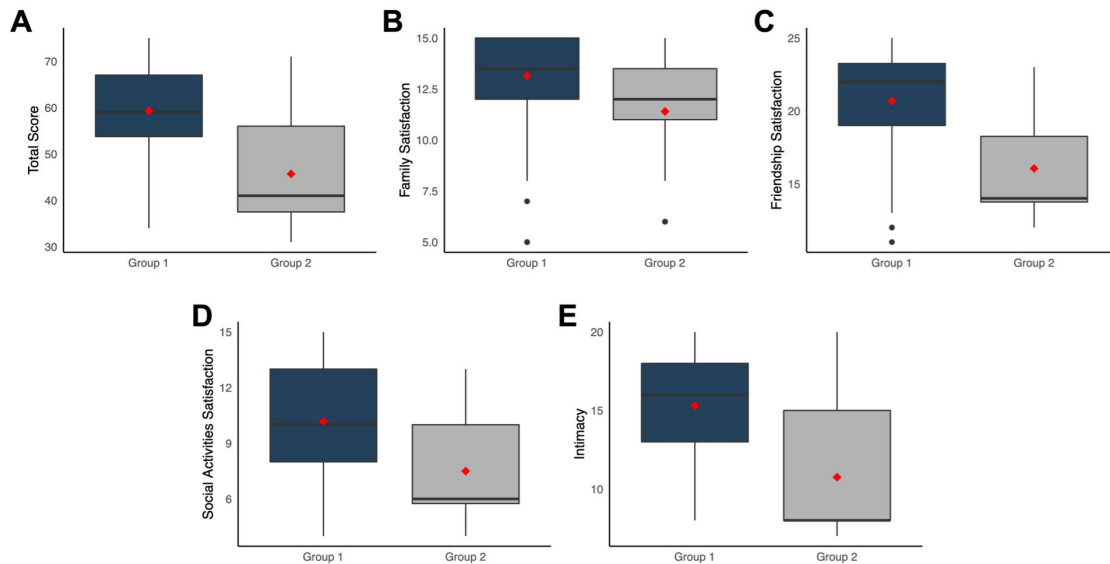 A
Total Score
70
60
50
40
30
Group 1
Group 2
B
Family Satisfaction
15.0
12.5
10.0
7.5
5.0
Group 1
Group 2
C
Friendship Satisfaction
25
20
15
Group 1
Group 2
D
Social Activities Satisfaction
15
12
9
6
Group 1
Group 2
E
Intimacy
20
15
10
Group 1
Group 2